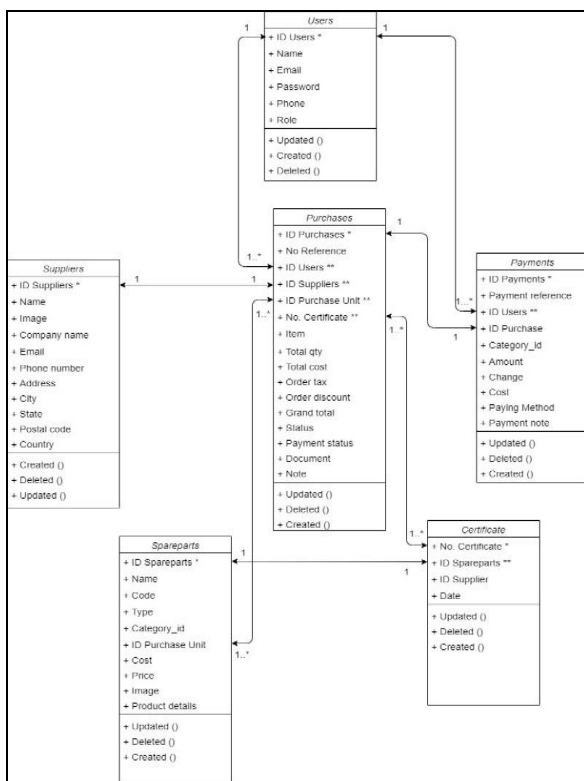 Users
+ ID Users *
+ Name
+ Email
+ Password
+ Phone
+ Role
+ Updated ()
+ Created ()
+ Deleted ()
1
1
1..*
1...*
Purchases
+ ID Purchases *
+ No Reference
+ ID Users **
+ ID Suppliers **
+ ID Purchase Unit **
+ No. Certificate **
+ Item
+ Total qty
+ Total cost
+ Order tax
+ Order discount
+ Grand total
+ Status
+ Payment status
+ Document
+ Note
+ Updated ()
+ Deleted ()
+ Created ()
1
1
1
1
1..*
1..*
Suppliers
+ ID Suppliers *
+ Name
+ Image
+ Company name
+ Email
+ Phone number
+ Address
+ City
+ State
+ Postal code
+ Country
+ Created ()
+ Deleted ()
+ Updated ()
Payments
+ ID Payments *
+ Payment reference
+ ID Users **
+ ID Purchase
+ Category_id
+ Amount
+ Change
+ Cost
+ Paying Method
+ Payment note
+ Updated ()
+ Deleted ()
+ Created ()
Spareparts
+ ID Spareparts *
+ Name
+ Code
+ Type
+ Category_id
+ ID Purchase Unit
+ Cost
+ Price
+ Image
+ Product details
+ Updated ()
+ Deleted ()
+ Created ()
1
1
1..*
1..*
Certificate
+ No. Certificate *
+ ID Spareparts **
+ ID Supplier
+ Date
+ Updated ()
+ Deleted ()
+ Created ()